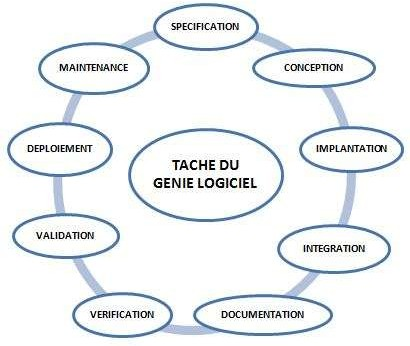 SPECIFICATION
CONCEPTION
IMPLANTATION
INTEGRATION
DOCUMENTATION
VERIFICATION
VALIDATION
DEPLOIEMENT
MAINTENANCE
TACHE DU
GENIE LOGICIEL